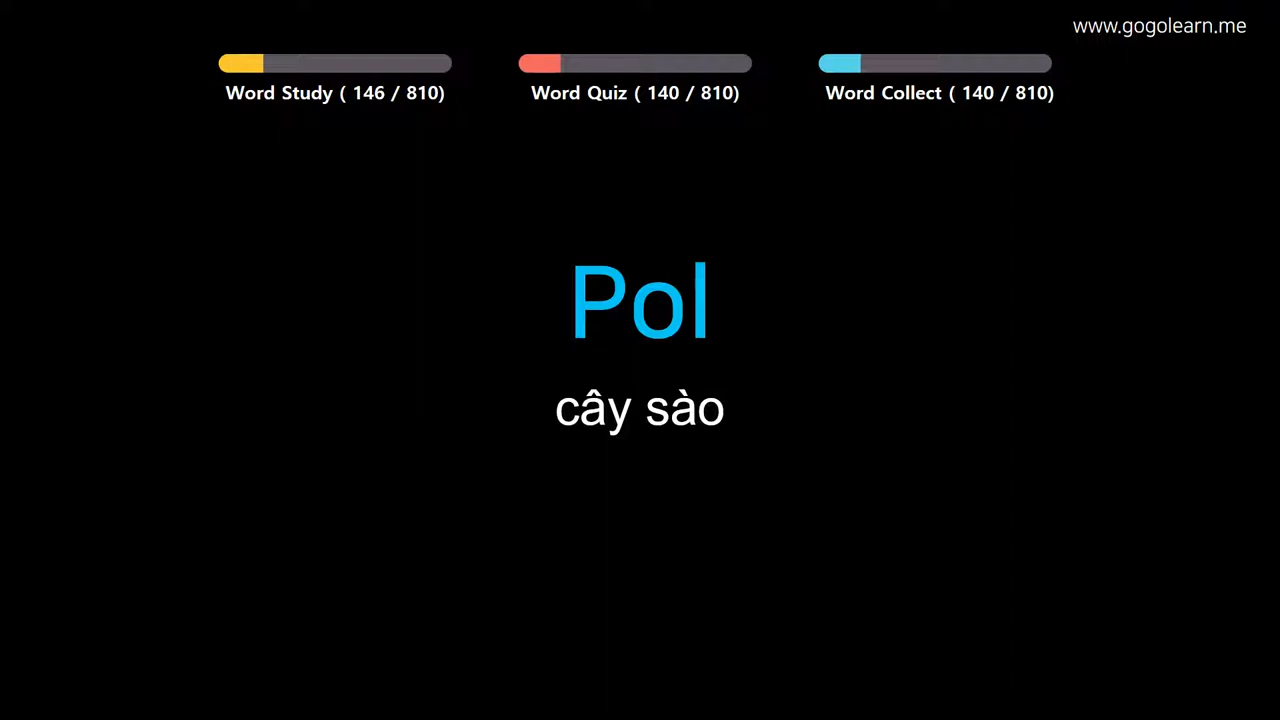 www.gogolearn.me
Word Study ( 146 / 810)
Word Quiz ( 140 / 810)
Word Collect ( 140 / 810)
Pol
cây sào